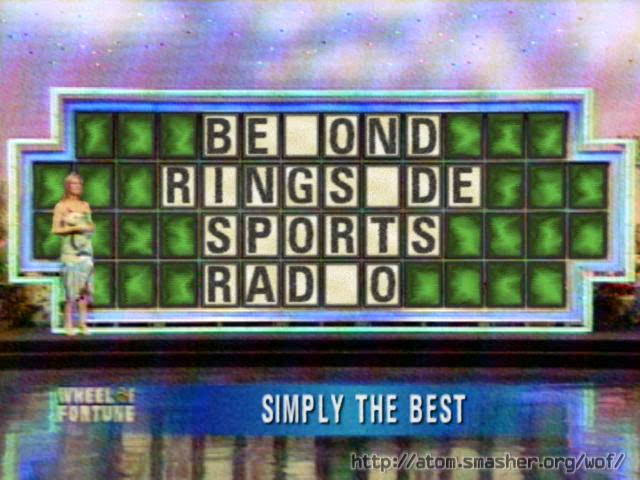 BE OND
RINGS DE
SPORTS
RAD O
WHEEL OF
FORTUNE
SIMPLY THE BEST
http://atom.smasher.org/wof/